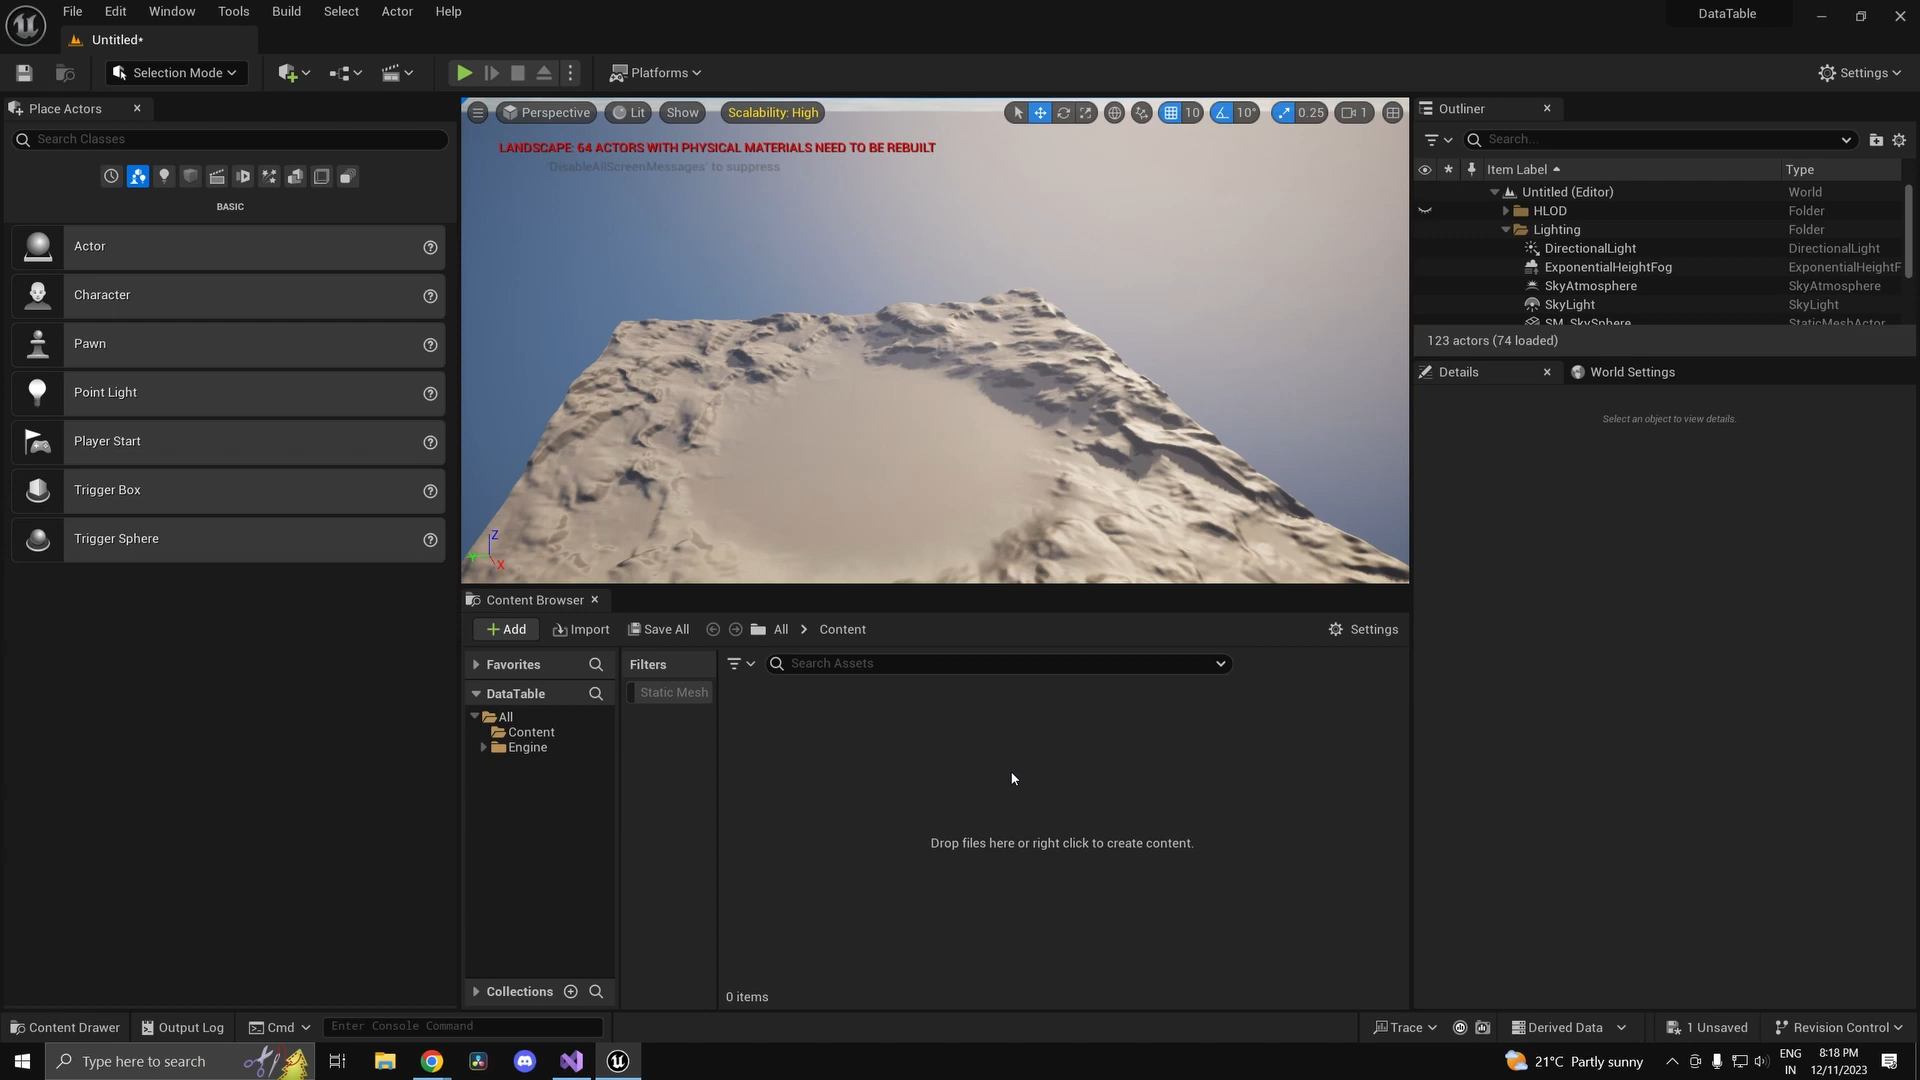 File Edit Window Tools Build Select Actor Help
DataTable
Untitled*
Selection Mode
Platforms
Settings
Place Actors
Search Classes
BASIC
Actor
Character
Pawn
Point Light
Player Start
Trigger Box
Trigger Sphere
Perspective Lit Show Scalability: High
10 10° 0.25 1
LANDSCAPE: 64 ACTORS WITH PHYSICAL MATERIALS NEED TO BE REBUILT
'DisableAllScreenMessages' to suppress
Z
Y
X
Content Browser
Add Import Save All All Content Settings
Favorites
DataTable
All
Content
Engine
Collections
Filters
Static Mesh
Search Assets
Drop files here or right click to create content.
0 items
Outliner
Search...
Item Label Type
Untitled (Editor) World
HLOD Folder
Lighting Folder
DirectionalLight DirectionalLight
ExponentialHeightFog ExponentialHeightF
SkyAtmosphere SkyAtmosphere
SkyLight SkyLight
SM_SkySphere StaticMeshActor
123 actors (74 loaded)
Details World Settings
Select an object to view details.
Content Drawer Output Log Cmd Enter Console Command Trace Derived Data 1 Unsaved Revision Control
Type here to search
21°C Partly sunny
ENG
IN
8:18 PM
12/11/2023